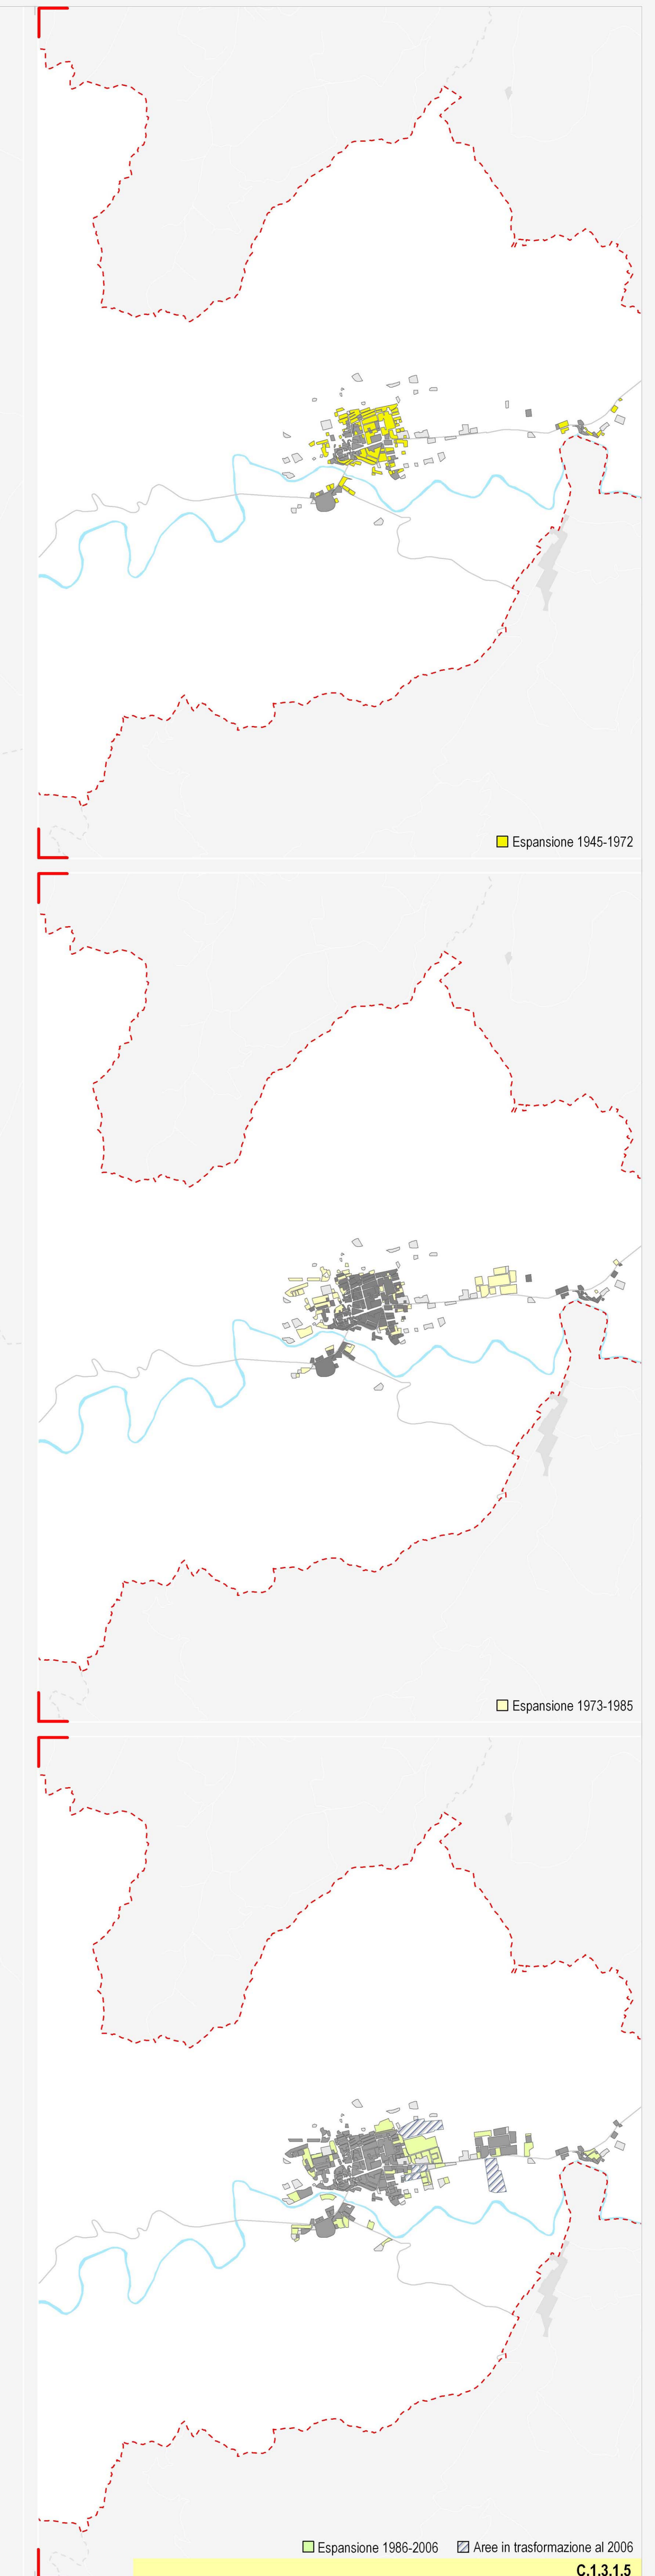 Espansione 1945-1972
Espansione 1973-1985
Espansione 1986-2006 Aree in trasformazione al 2006
C.1.3.1.5